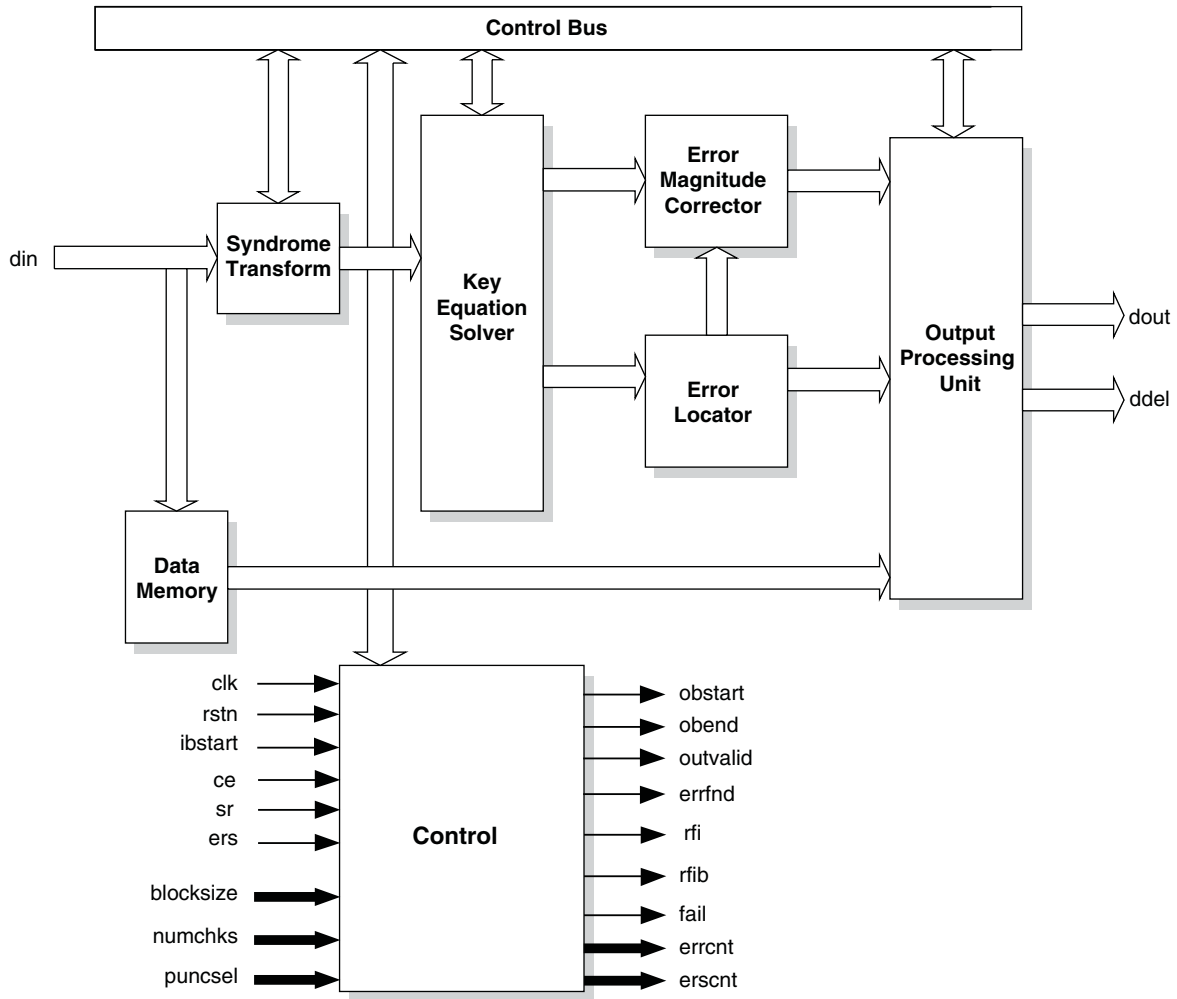 Control Bus
din
Syndrome
Transform
Key
Equation
Solver
Error
Magnitude
Corrector
Error
Locator
Output
Processing
Unit
dout
ddel
Data
Memory
clk
rstn
ibstart
ce
sr
ers
blocksize
numchks
puncsel
Control
obstart
obend
outvalid
errfnd
rfi
rfib
fail
errcnt
erscnt